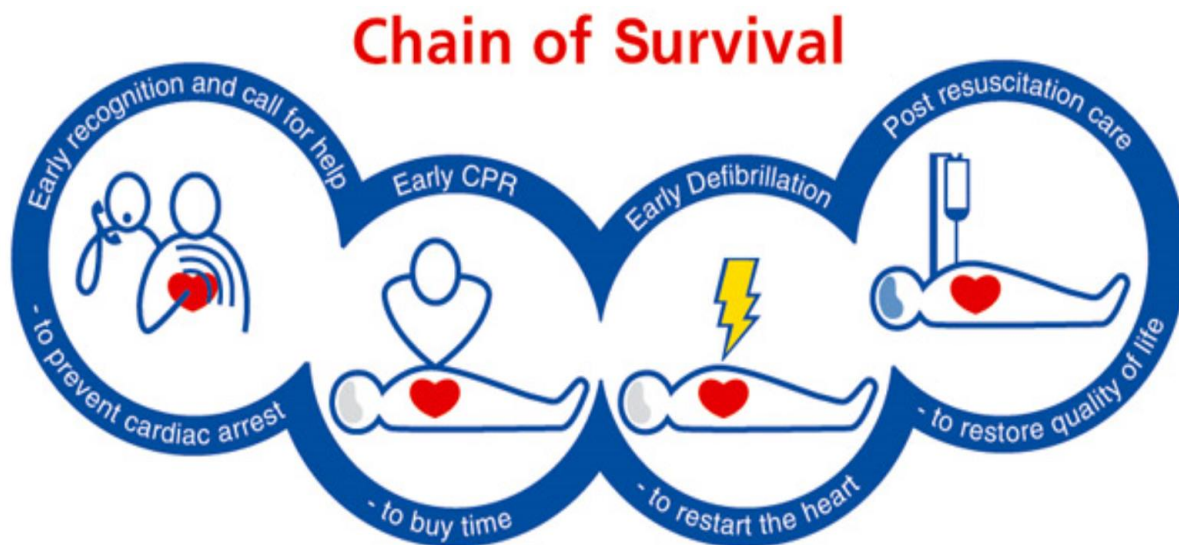 Chain of Survival
Early recognition and call for help
- to prevent cardiac arrest
Early CPR
- to buy time
Early Defibrillation
- to restart the heart
Post resuscitation care
- to restore quality of life